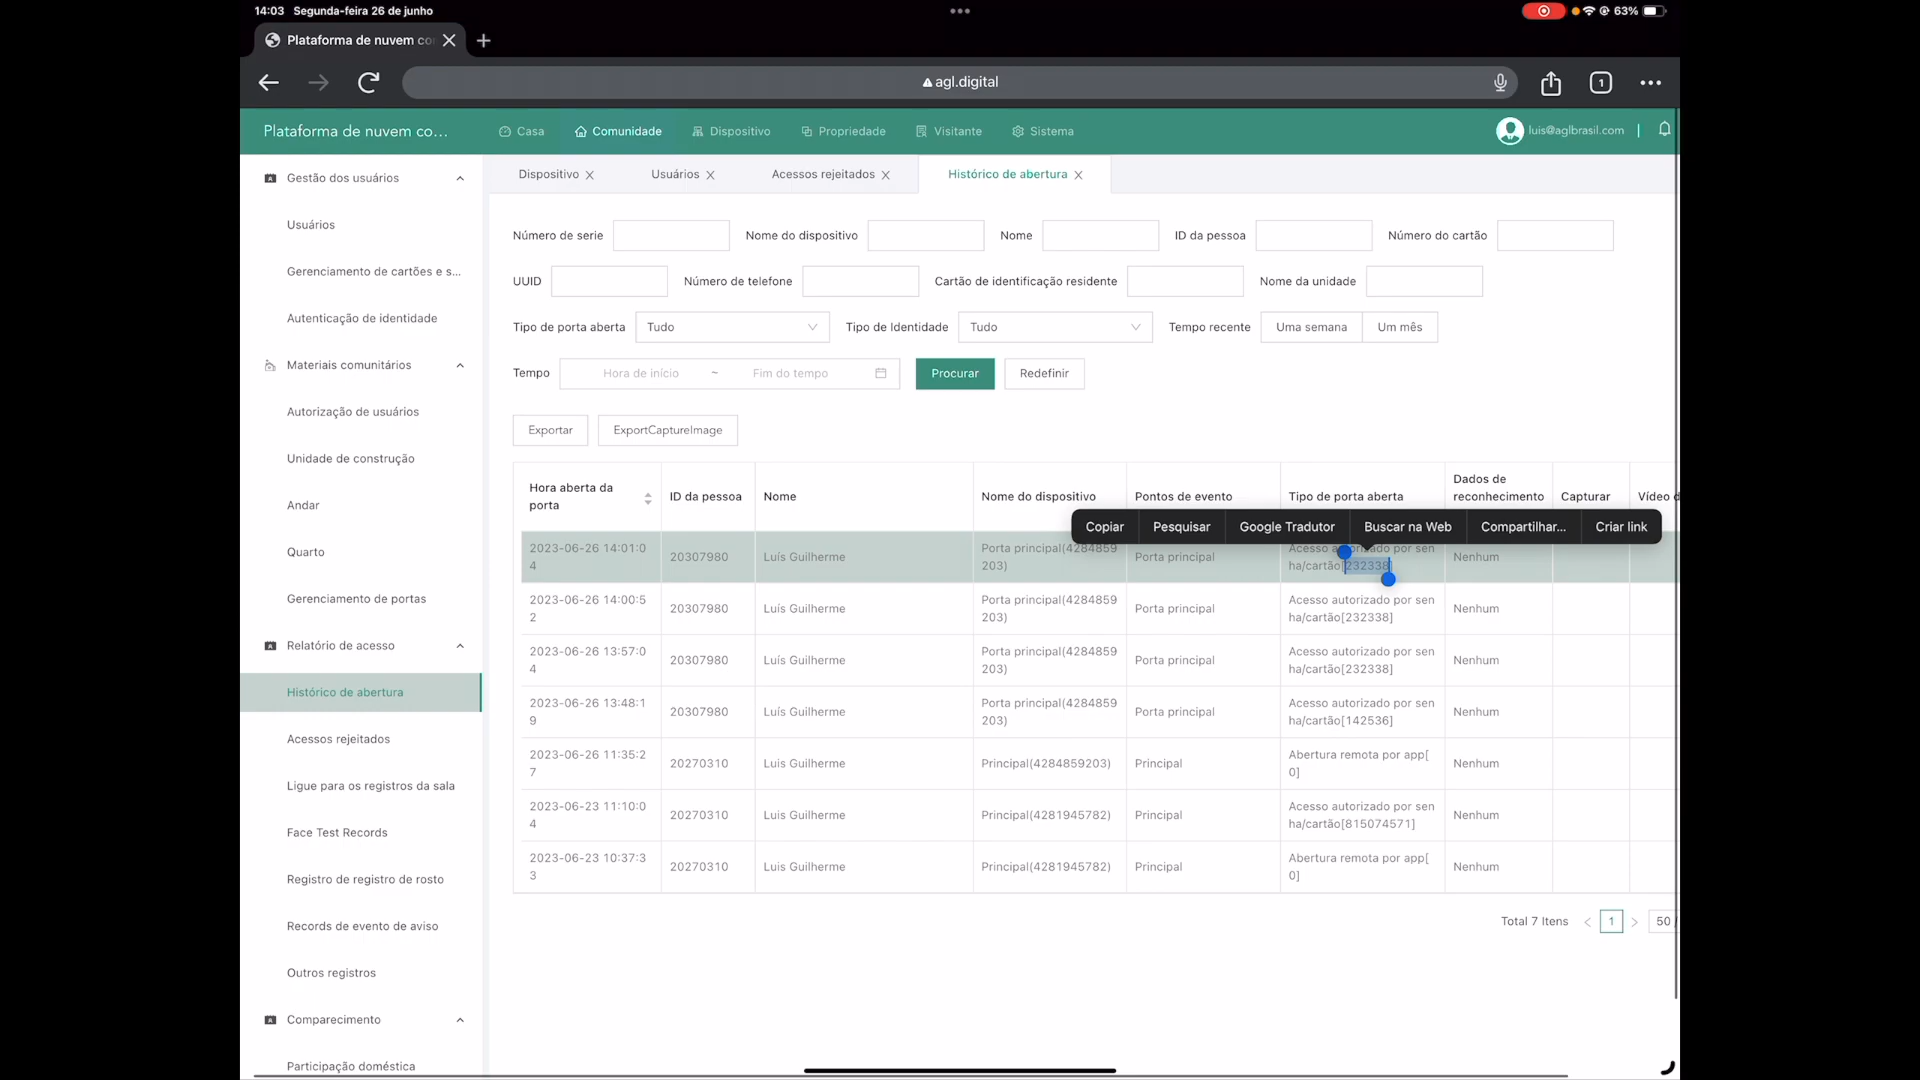 14:03 Segunda-feira 26 de junho
63%
Plataforma de nuvem co
agl.digital
1
Plataforma de nuvem co...
Casa
Comunidade
Dispositivo
Propriedade
Visitante
Sistema
luis@aglbrasil.com
Gestão dos usuários
Usuários
Gerenciamento de cartões e s...
Autenticação de identidade
Materiais comunitários
Autorização de usuários
Unidade de construção
Andar
Quarto
Gerenciamento de portas
Relatório de acesso
Histórico de abertura
Acessos rejeitados
Ligue para os registros da sala
Face Test Records
Registro de registro de rosto
Records de evento de aviso
Outros registros
Comparecimento
Participação doméstica
Dispositivo
Usuários
Acessos rejeitados
Histórico de abertura
Número de serie
Nome do dispositivo
Nome
ID da pessoa
Número do cartão
UUID
Número de telefone
Cartão de identificação residente
Nome da unidade
Tipo de porta aberta
Tudo
Tipo de Identidade
Tudo
Tempo recente
Uma semana
Um mês
Tempo
Hora de início
~
Fim do tempo
Procurar
Redefinir
Exportar
ExportCaptureImage
Hora aberta da
porta
ID da pessoa
Nome
Nome do dispositivo
Pontos de evento
Tipo de porta aberta
Dados de
reconhecimento
Capturar
Vídeo d
Copiar
Pesquisar
Google Tradutor
Buscar na Web
Compartilhar...
Criar link
2023-06-26 14:01:0
4
20307980
Luís Guilherme
Porta principal(4284859
203)
Porta principal
Acesso autorizado por sen
ha/cartão[232338]
Nenhum
2023-06-26 14:00:5
2
20307980
Luís Guilherme
Porta principal(4284859
203)
Porta principal
Acesso autorizado por sen
ha/cartão[232338]
Nenhum
2023-06-26 13:57:0
4
20307980
Luís Guilherme
Porta principal(4284859
203)
Porta principal
Acesso autorizado por sen
ha/cartão[232338]
Nenhum
2023-06-26 13:48:1
9
20307980
Luís Guilherme
Porta principal(4284859
203)
Porta principal
Acesso autorizado por sen
ha/cartão[142536]
Nenhum
2023-06-26 11:35:2
7
20270310
Luis Guilherme
Principal(4284859203)
Principal
Abertura remota por app[
0]
Nenhum
2023-06-23 11:10:0
4
20270310
Luis Guilherme
Principal(4281945782)
Principal
Acesso autorizado por sen
ha/cartão[815074571]
Nenhum
2023-06-23 10:37:3
3
20270310
Luis Guilherme
Principal(4281945782)
Principal
Abertura remota por app[
0]
Nenhum
Total 7 Itens
<
1
>
50 /